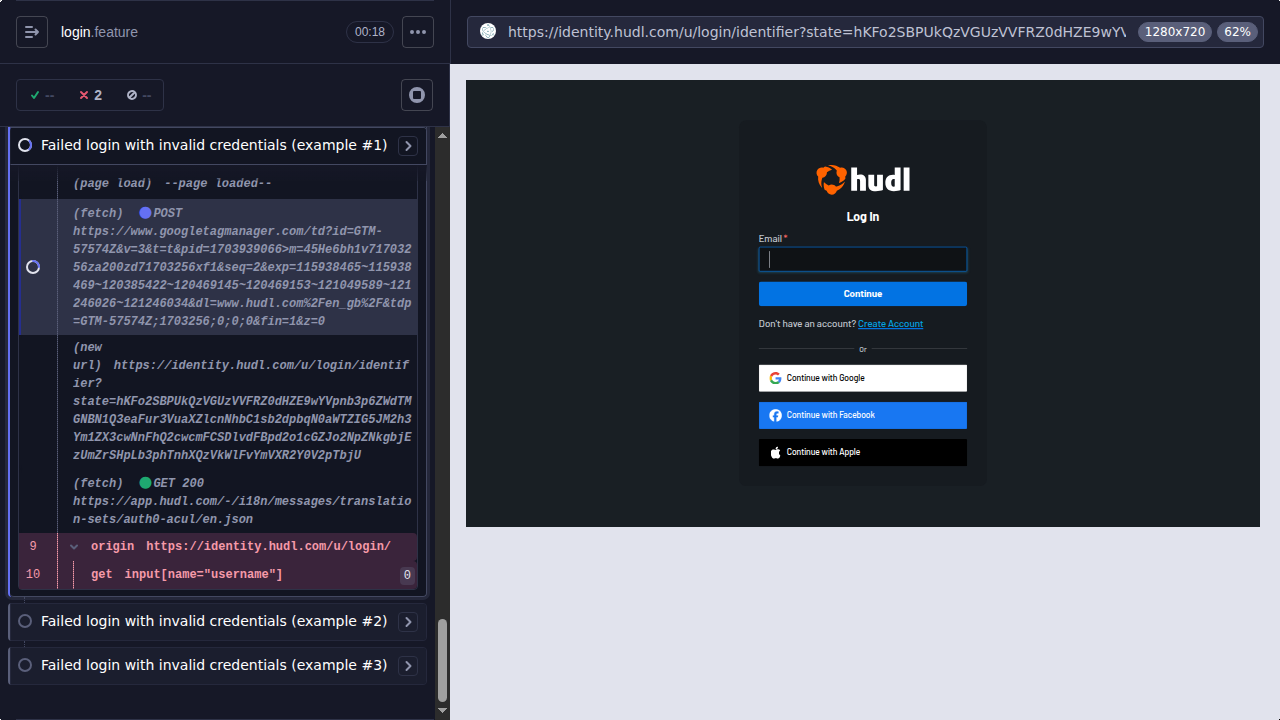 login.feature
00:18
https://identity.hudl.com/u/login/identifier?state=hKFo2SBPUkQzVGUzVVFRZ0dHZE9wYV
1280x720
62%
--
2
--
Failed login with invalid credentials (example #1)
(page load) --page loaded--
(fetch) POST
https://www.googletagmanager.com/td?id=GTM-
57574Z&v=3&t=t&pid=1703939066>m=45He6bh1v717032
56za200zd71703256xf1&seq=2&exp=115938465~115938
469~120385422~120469145~120469153~121049589~121
246026~121246034&dl=www.hudl.com%2Fen_gb%2F&tdp
=GTM-57574Z;1703256;0;0;0&fin=1&z=0
(new
url) https://identity.hudl.com/u/login/identif
ier?
state=hKFo2SBPUkQzVGUzVVFRZ0dHZE9wYVpnb3p6ZWdTM
GNBN1Q3eaFur3VuaXZlcnNhbC1sb2dpbqN0aWTZIG5JM2h3
Ym1ZX3cwNnFhQ2cwcmFCSDlvdFBpd2o1cGZJo2NpZNkgbjE
zUmZrSHpLb3phTnhXQzVkWlFvYmVXR2Y0V2pTbjU
(fetch) GET 200
https://app.hudl.com/-/i18n/messages/translatio
n-sets/auth0-acul/en.json
9 origin https://identity.hudl.com/u/login/
10 get input[name="username"] 0
Failed login with invalid credentials (example #2)
Failed login with invalid credentials (example #3)
hudl
Log In
Email*
Continue
Don't have an account? Create Account
Or
Continue with Google
Continue with Facebook
Continue with Apple